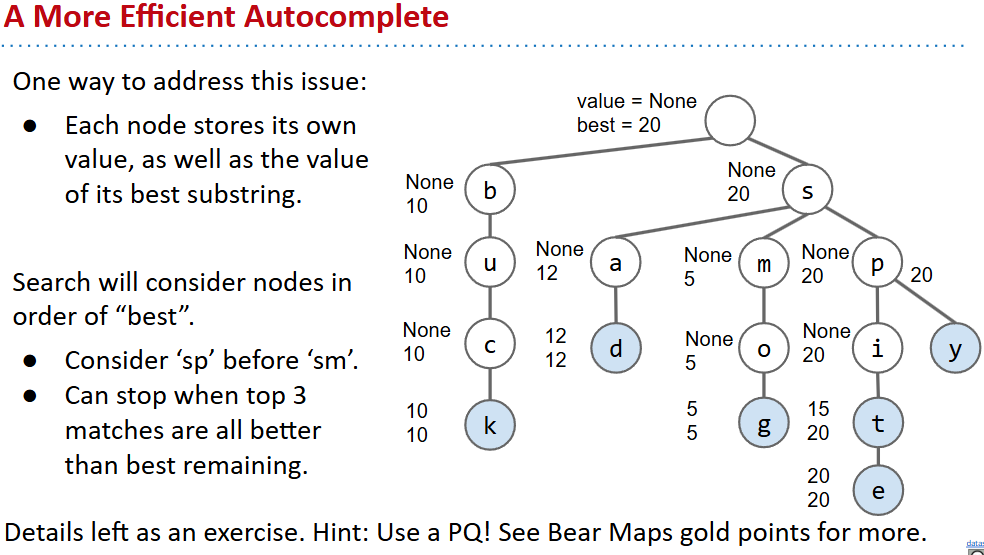 A More Efficient Autocomplete
One way to address this issue:
● Each node stores its own
value, as well as the value
of its best substring.
Search will consider nodes in
order of “best”.
● Consider ‘sp’ before ‘sm’.
● Can stop when top 3
matches are all better
than best remaining.
value = None
best = 20
None
10
b
None
20
s
None
10
u
None
12
a
None
5
m
None
20
p
20
None
10
c
12
12
d
None
5
o
None
20
i
y
10
10
k
5
5
g
15
20
t
20
20
e
Details left as an exercise. Hint: Use a PQ! See Bear Maps gold points for more.